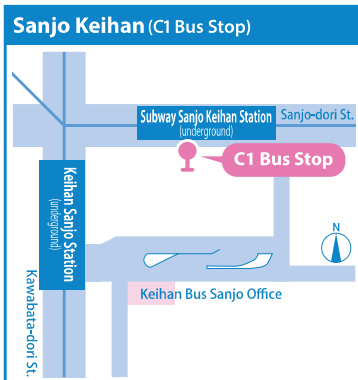 Sanjo Keihan (C1 Bus Stop)
Subway Sanjo Keihan Station
(underground)
Sanjo-dori St.
C1 Bus Stop
Keihan Sanjo Station
(underground)
N
Keihan Bus Sanjo Office
Kawabata-dori St.